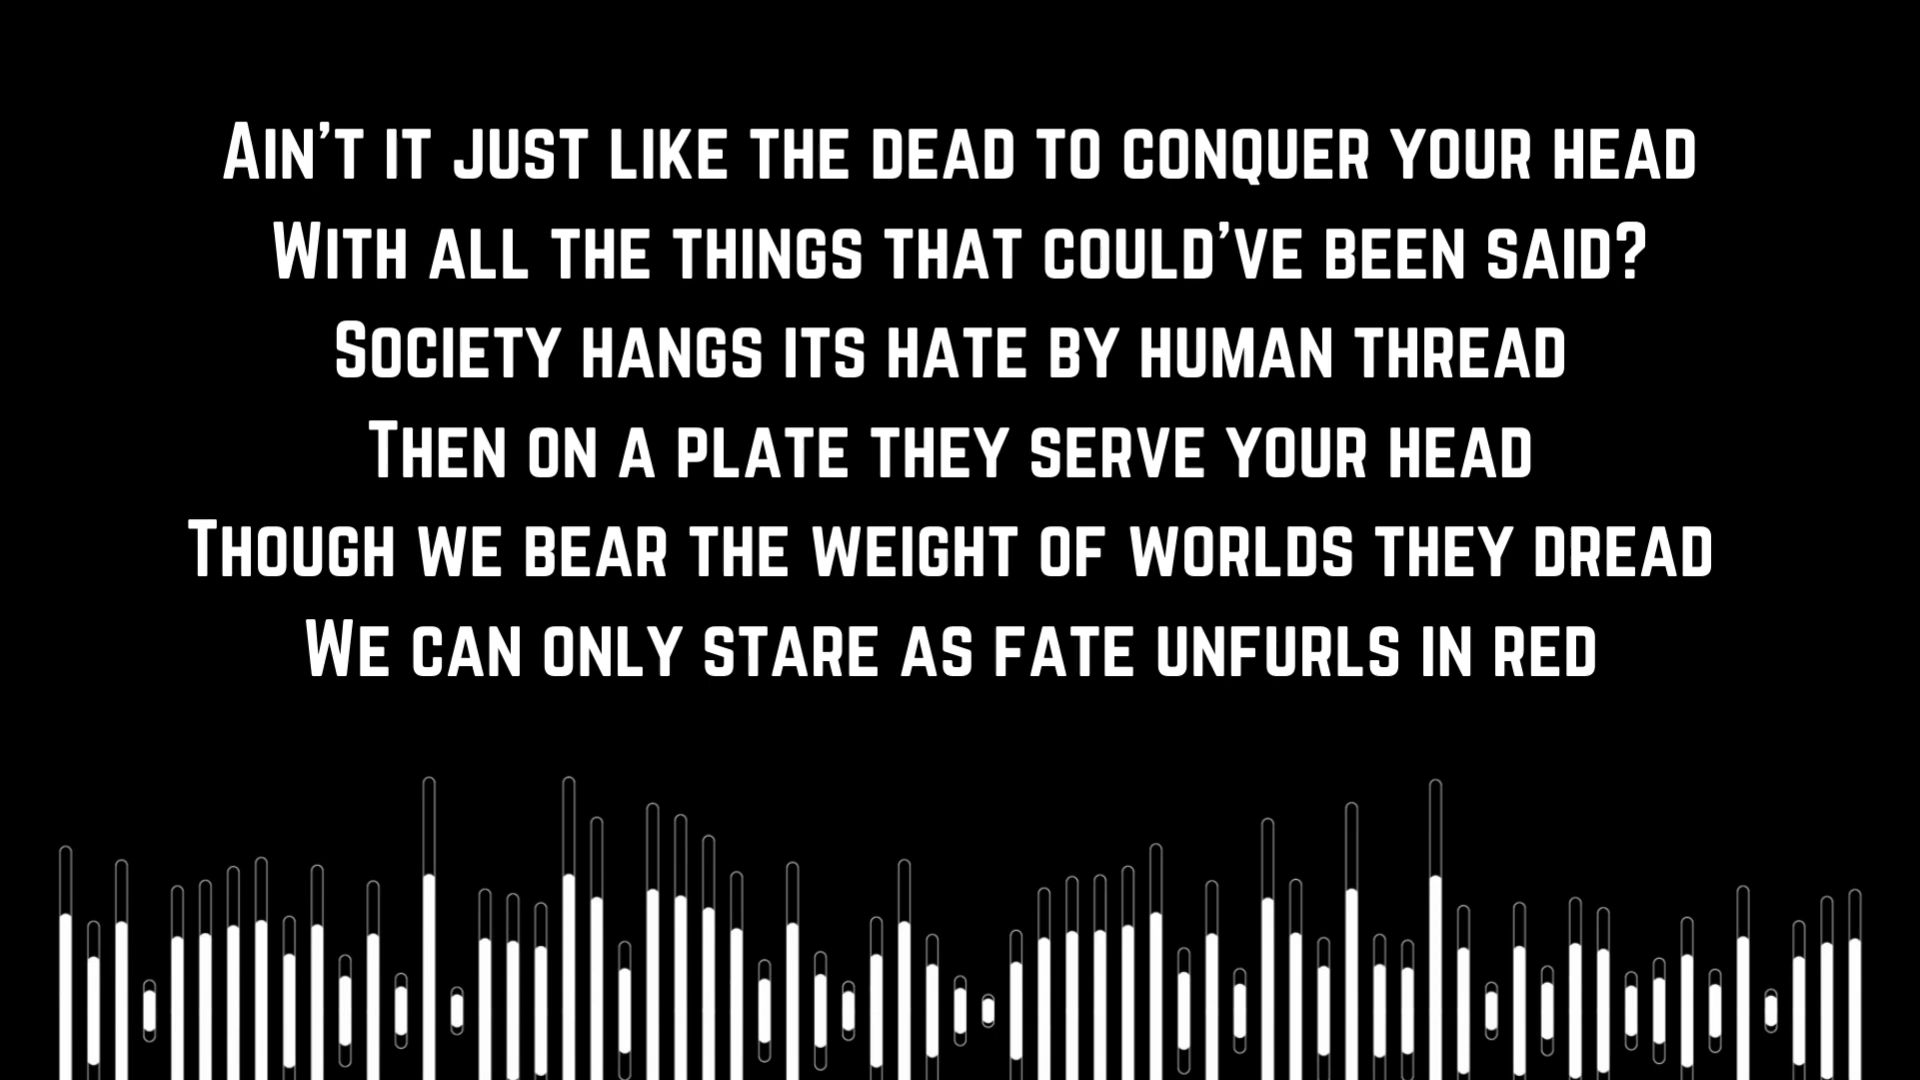 Ain’t it just like the dead to conquer your head
With all the things that could’ve been said?
Society hangs its hate by human thread
Then on a plate they serve your head
Though we bear the weight of worlds they dread
We can only stare as fate unfurls in red